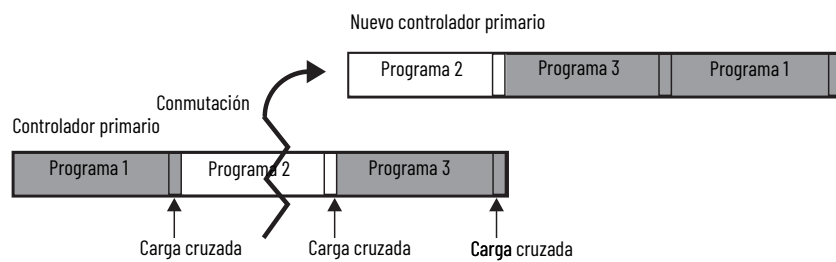 Nuevo controlador primario
Programa 2 Programa 3 Programa 1
Conmutación
Controlador primario
Programa 1 Programa 2 Programa 3
Carga cruzada Carga cruzada Carga cruzada